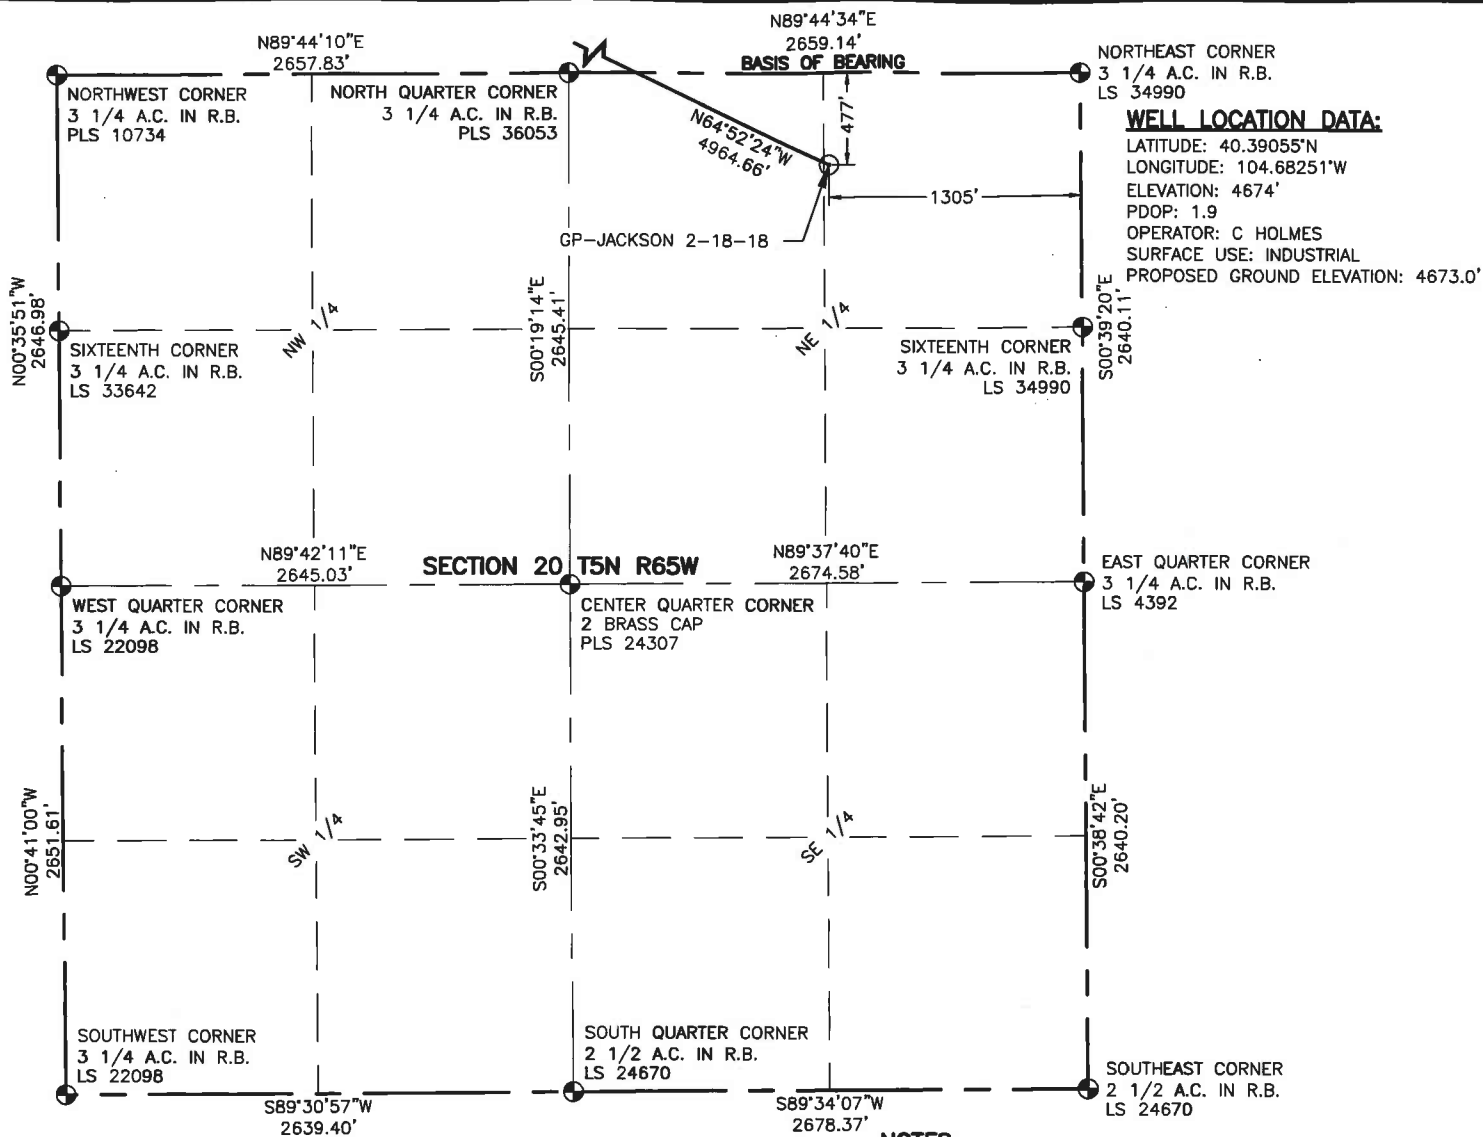 N89°44'10"E
2657.83'
N89°44'34"E
2659.14'
BASIS OF BEARING
NORTHWEST CORNER
3 1/4 A.C. IN R.B.
PLS 10734
NORTH QUARTER CORNER
3 1/4 A.C. IN R.B.
PLS 36053
NORTHEAST CORNER
3 1/4 A.C. IN R.B.
LS 34990
WELL LOCATION DATA:
LATITUDE: 40.39055°N
LONGITUDE: 104.68251°W
ELEVATION: 4674'
PDOP: 1.9
OPERATOR: C HOLMES
SURFACE USE: INDUSTRIAL
PROPOSED GROUND ELEVATION: 4673.0'
N64°52'24"W
4964.66'
477'
1305'
GP-JACKSON 2-18-18
N00°35'51"W
2646.98'
NW 1/4
S00°19'14"E
2645.41'
NE 1/4
S00°39'20"E
2640.11'
SIXTEENTH CORNER
3 1/4 A.C. IN R.B.
LS 33642
SIXTEENTH CORNER
3 1/4 A.C. IN R.B.
LS 34990
N89°42'11"E
2645.03'
SECTION 20 T5N R65W
N89°37'40"E
2674.58'
WEST QUARTER CORNER
3 1/4 A.C. IN R.B.
LS 22098
CENTER QUARTER CORNER
2 BRASS CAP
PLS 24307
EAST QUARTER CORNER
3 1/4 A.C. IN R.B.
LS 4392
N00°41'00"W
2651.61'
SW 1/4
S00°33'45"E
2642.95'
SE 1/4
S00°38'42"E
2640.20'
SOUTHWEST CORNER
3 1/4 A.C. IN R.B.
LS 22098
SOUTH QUARTER CORNER
2 1/2 A.C. IN R.B.
LS 24670
SOUTHEAST CORNER
2 1/2 A.C. IN R.B.
LS 24670
S89°30'57"W
2639.40'
S89°34'07"W
2678.37'
NOTES